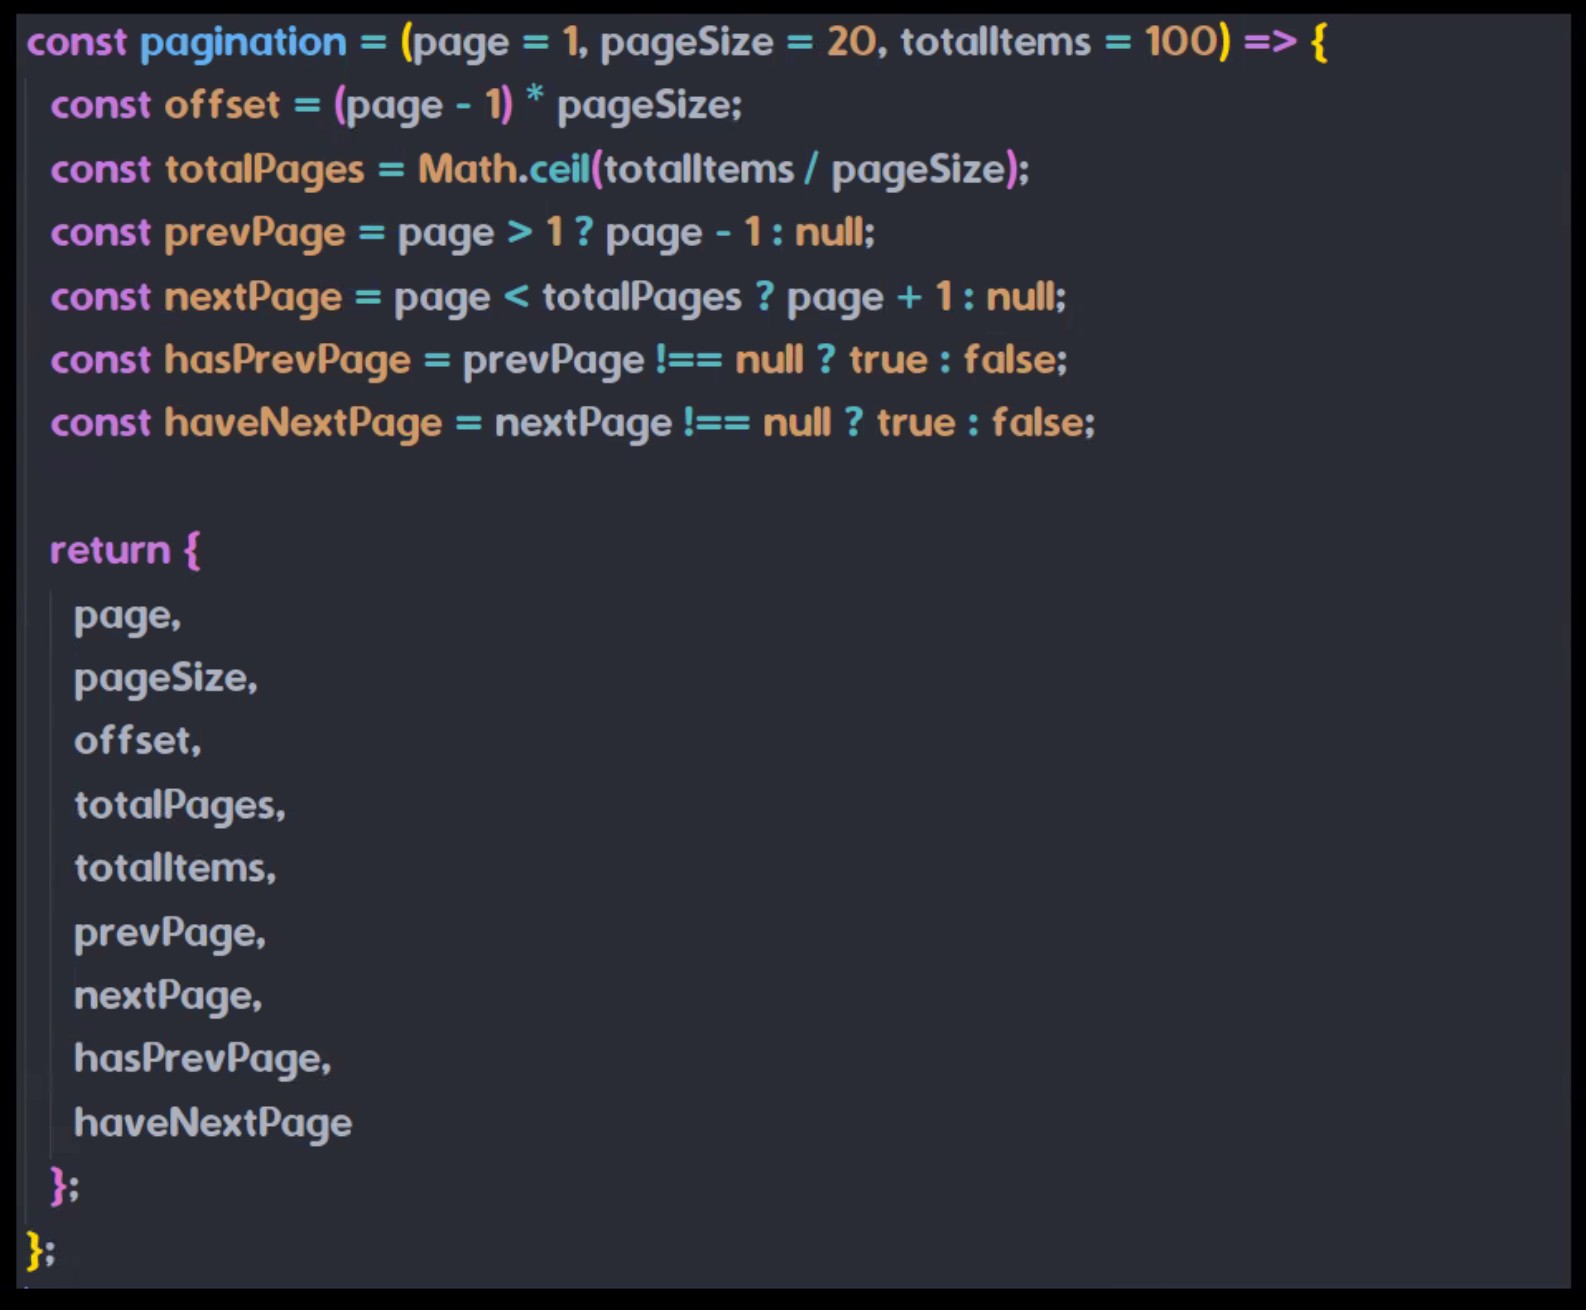 const pagination = (page = 1, pageSize = 20, totalItems = 100) => {
const offset = (page - 1) * pageSize;
const totalPages = Math.ceil(totalItems / pageSize);
const prevPage = page > 1 ? page - 1 : null;
const nextPage = page < totalPages ? page + 1 : null;
const hasPrevPage = prevPage !== null ? true : false;
const haveNextPage = nextPage !== null ? true : false;
return {
page,
pageSize,
offset,
totalPages,
totalItems,
prevPage,
nextPage,
hasPrevPage,
haveNextPage
};
};